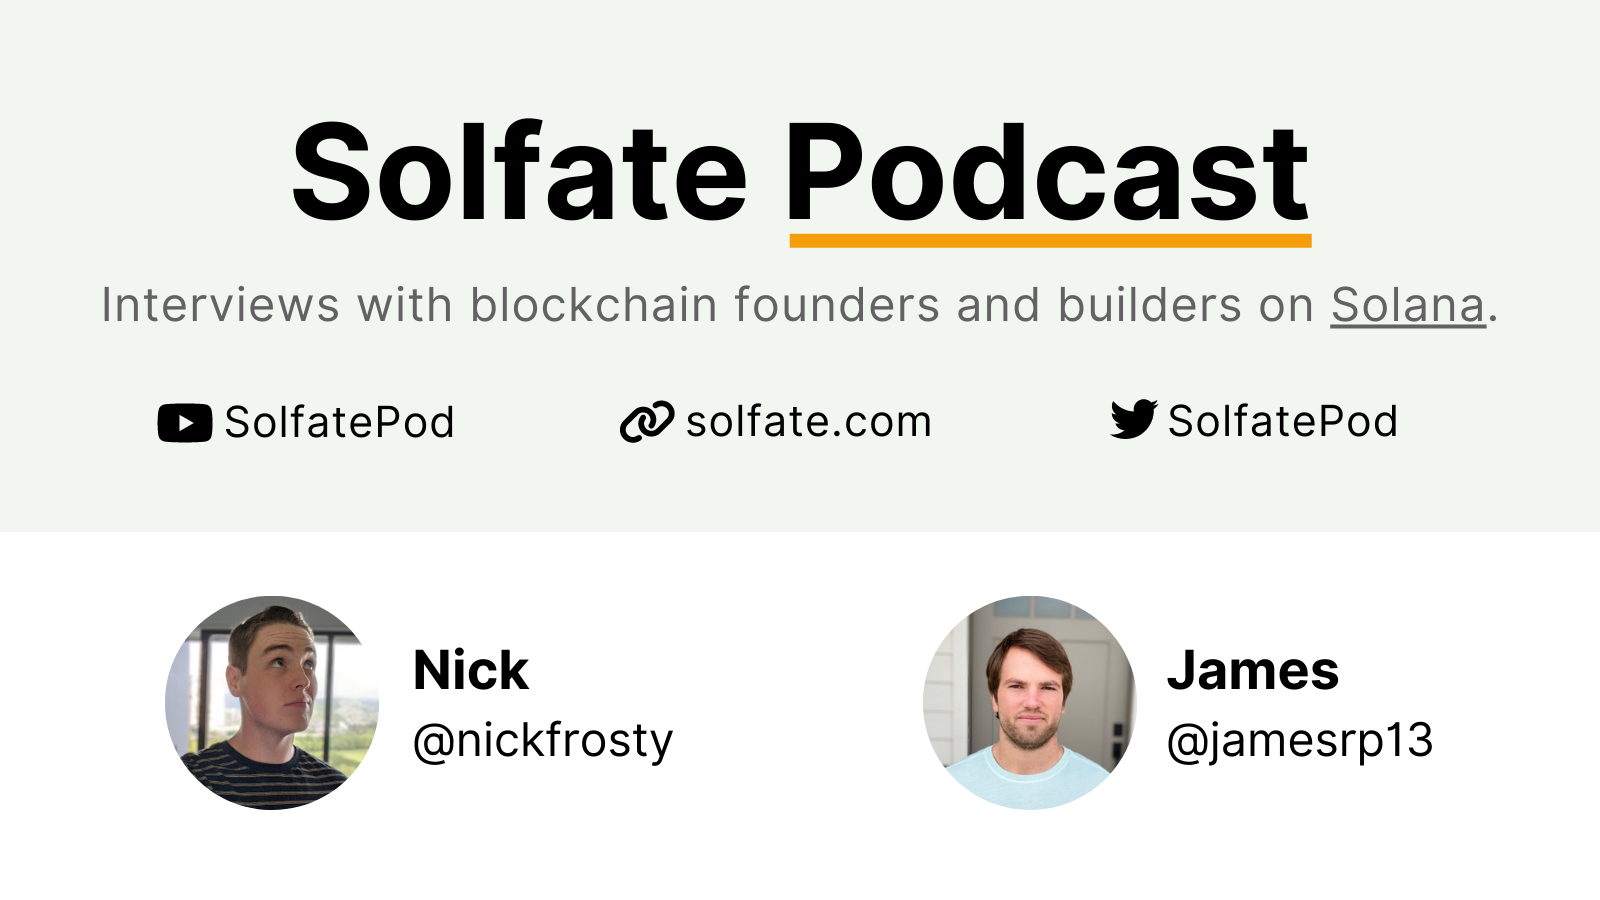 Solfate Podcast
Interviews with blockchain founders and builders on Solana.
SolfatePod
solfate.com
SolfatePod
Nick
@nickfrosty
James
@jamesrp13